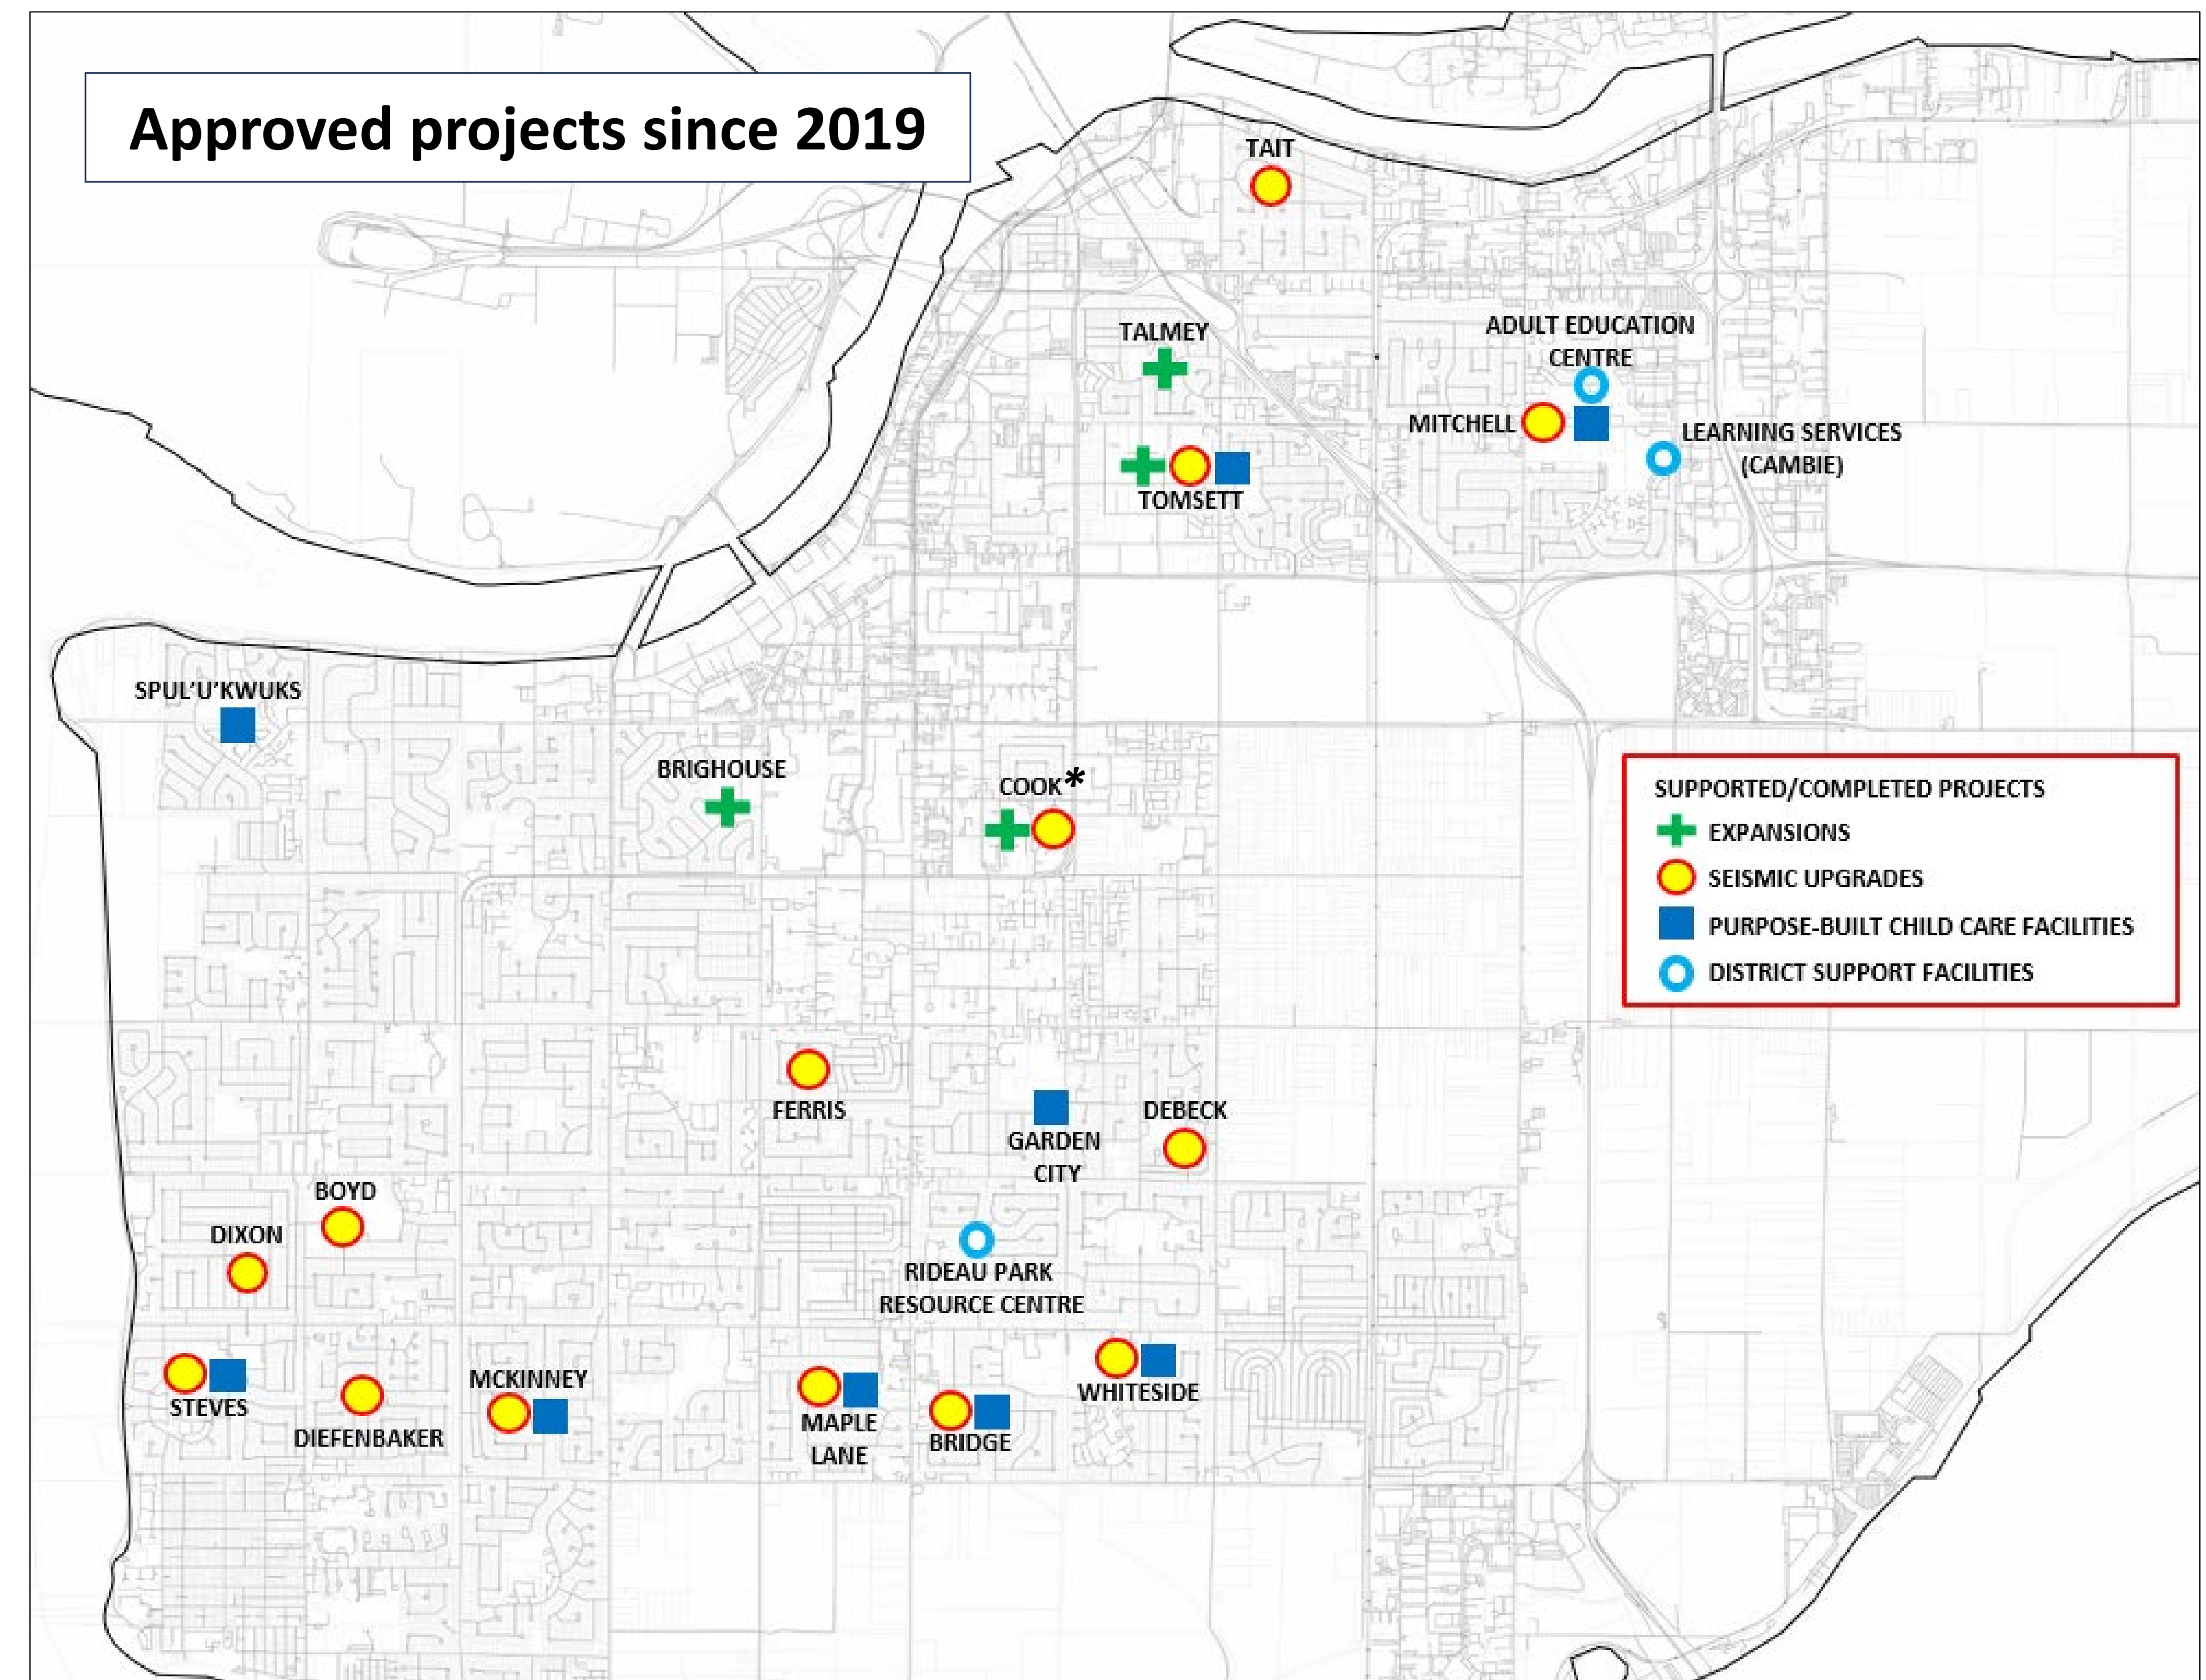 Approved projects since 2019
TAIT
TALMEY
ADULT EDUCATION
CENTRE
MITCHELL
LEARNING SERVICES
(CAMBIE)
TOMSETT
SPUL'U'KWUKS
BRIGHOUSE
COOK*
SUPPORTED/COMPLETED PROJECTS
EXPANSIONS
SEISMIC UPGRADES
PURPOSE-BUILT CHILD CARE FACILITIES
DISTRICT SUPPORT FACILITIES
FERRIS
GARDEN
CITY
DEBECK
BOYD
DIXON
RIDEAU PARK
RESOURCE CENTRE
STEVES
DIEFENBAKER
MCKINNEY
MAPLE
LANE
BRIDGE
WHITESIDE